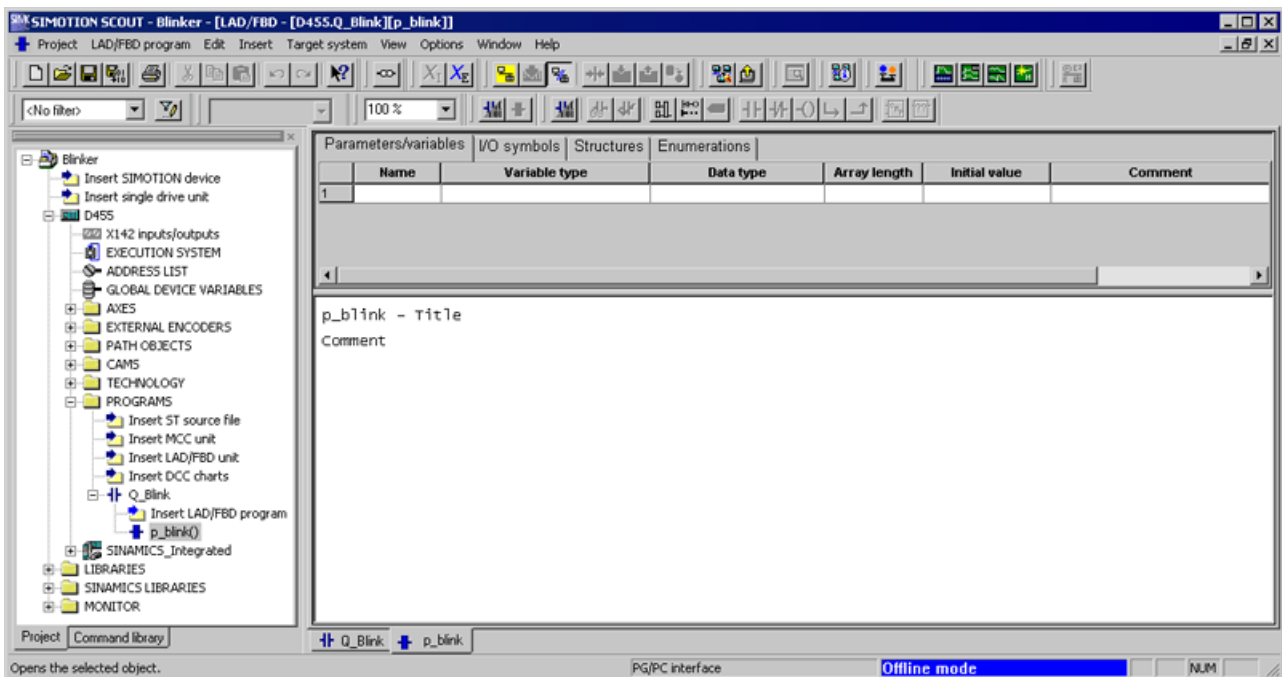 SIMOTION SCOUT - Blinker - [LAD/FBD - [D455.Q_Blink][p_blink]]
Project LAD/FBD program Edit Insert Target system View Options Window Help
<No filter> 100 %
Parameters/variables I/O symbols Structures Enumerations
Name Variable type Data type Array length Initial value Comment
1
Blinker
Insert SIMOTION device
Insert single drive unit
D455
X142 inputs/outputs
EXECUTION SYSTEM
ADDRESS LIST
GLOBAL DEVICE VARIABLES
AXES
EXTERNAL ENCODERS
PATH OBJECTS
CAMS
TECHNOLOGY
PROGRAMS
Insert ST source file
Insert MCC unit
Insert LAD/FBD unit
Insert DCC charts
Q_Blink
Insert LAD/FBD program
p_blink()
SINAMICS_Integrated
LIBRARIES
SINAMICS LIBRARIES
MONITOR
Project Command library
p_blink - Title
Comment
Q_Blink p_blink
Opens the selected object. PG/PC interface Offline mode NUM